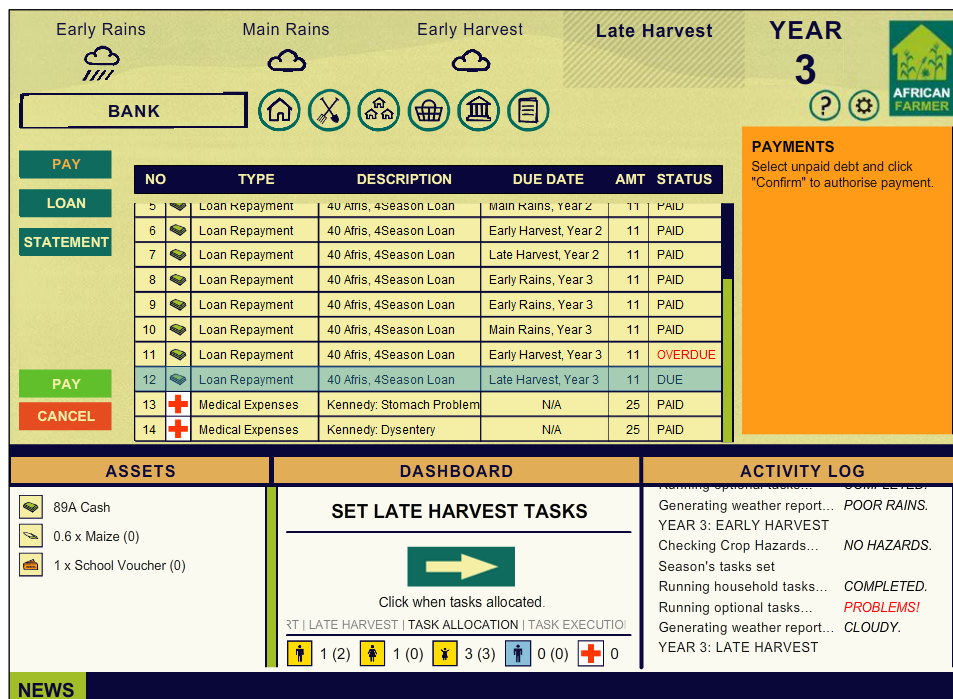 Early Rains
Main Rains
Early Harvest
Late Harvest
YEAR
3
AFRICAN
FARMER
BANK
?
PAY
LOAN
STATEMENT
PAY
CANCEL
NO TYPE DESCRIPTION DUE DATE AMT STATUS
5 Loan Repayment 40 Afris, 4Season Loan Main Rains, Year 2 11 PAID
6 Loan Repayment 40 Afris, 4Season Loan Early Harvest, Year 2 11 PAID
7 Loan Repayment 40 Afris, 4Season Loan Late Harvest, Year 2 11 PAID
8 Loan Repayment 40 Afris, 4Season Loan Early Rains, Year 3 11 PAID
9 Loan Repayment 40 Afris, 4Season Loan Early Rains, Year 3 11 PAID
10 Loan Repayment 40 Afris, 4Season Loan Main Rains, Year 3 11 PAID
11 Loan Repayment 40 Afris, 4Season Loan Early Harvest, Year 3 11 OVERDUE
12 Loan Repayment 40 Afris, 4Season Loan Late Harvest, Year 3 11 DUE
13 Medical Expenses Kennedy: Stomach Problem N/A 25 PAID
14 Medical Expenses Kennedy: Dysentery N/A 25 PAID
PAYMENTS
Select unpaid debt and click
"Confirm" to authorise payment.
ASSETS
89A Cash
0.6 x Maize (0)
1 x School Voucher (0)
DASHBOARD
SET LATE HARVEST TASKS
Click when tasks allocated.
RT | LATE HARVEST | TASK ALLOCATION | TASK EXECUTIO
1 (2) 1 (0) 3 (3) 0 (0) 0
ACTIVITY LOG
Running optional tasks... COMPLETED.
Generating weather report... POOR RAINS.
YEAR 3: EARLY HARVEST
Checking Crop Hazards... NO HAZARDS.
Season's tasks set
Running household tasks... COMPLETED.
Running optional tasks... PROBLEMS!
Generating weather report... CLOUDY.
YEAR 3: LATE HARVEST
NEWS